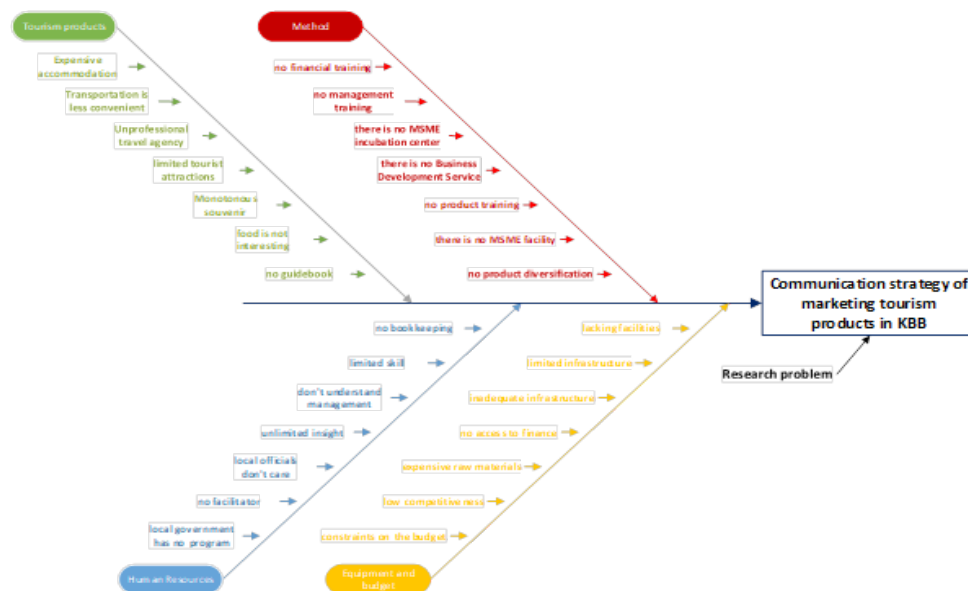 Tourism products
Expensive
accommodation
Transportation is
less convenient
Unprofessional
travel agency
limited tourist
attractions
Monotonous
souvenir
food is not
interesting
no guidebook
Method
no financial training
no management
training
there is no MSME
incubation center
there is no Business
Development Service
no product training
there is no MSME facility
no product diversification
Communication strategy of
marketing tourism
products in KBB
Research problem
no bookkeeping
limited skill
don't understand
management
unlimited insight
local officials
don't care
no facilitator
local government
has no program
Human Resources
lacking facilities
limited infrastructure
inadequate infrastructure
no access to finance
expensive raw materials
low competitiveness
constraints on the budget
Equipment and
budget